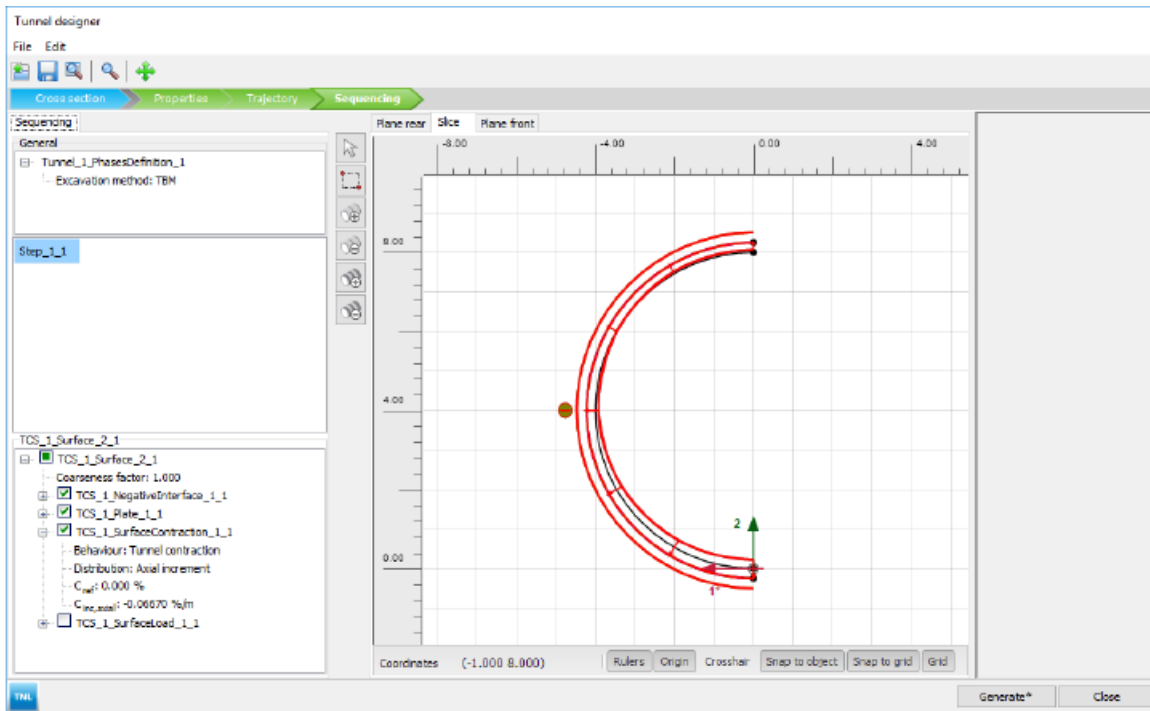 Tunnel designer
File Edit
Cross section Properties Trajectory Sequencing
Sequencing
General
Tunnel_1_PhasesDefinition_1
Excavation method: TBM
Step_1_1
TCS_1_Surface_2_1
TCS_1_Surface_2_1
Coarseness factor: 1.000
TCS_1_NegativeInterface_1_1
TCS_1_Plate_1_1
TCS_1_SurfaceContraction_1_1
Behaviour: Tunnel contraction
Distribution: Axial increment
Cref: 0.000 %
Cinc,axial: -0.06670 %/m
TCS_1_SurfaceLoad_1_1
Plane rear Slice Plane front
-8.00 -4.00 0.00 4.00
8.00
4.00
0.00
2
1*
Coordinates (-1.000 8.000) Rulers Origin Crosshair Snap to object Snap to grid Grid
TNL Generate* Close